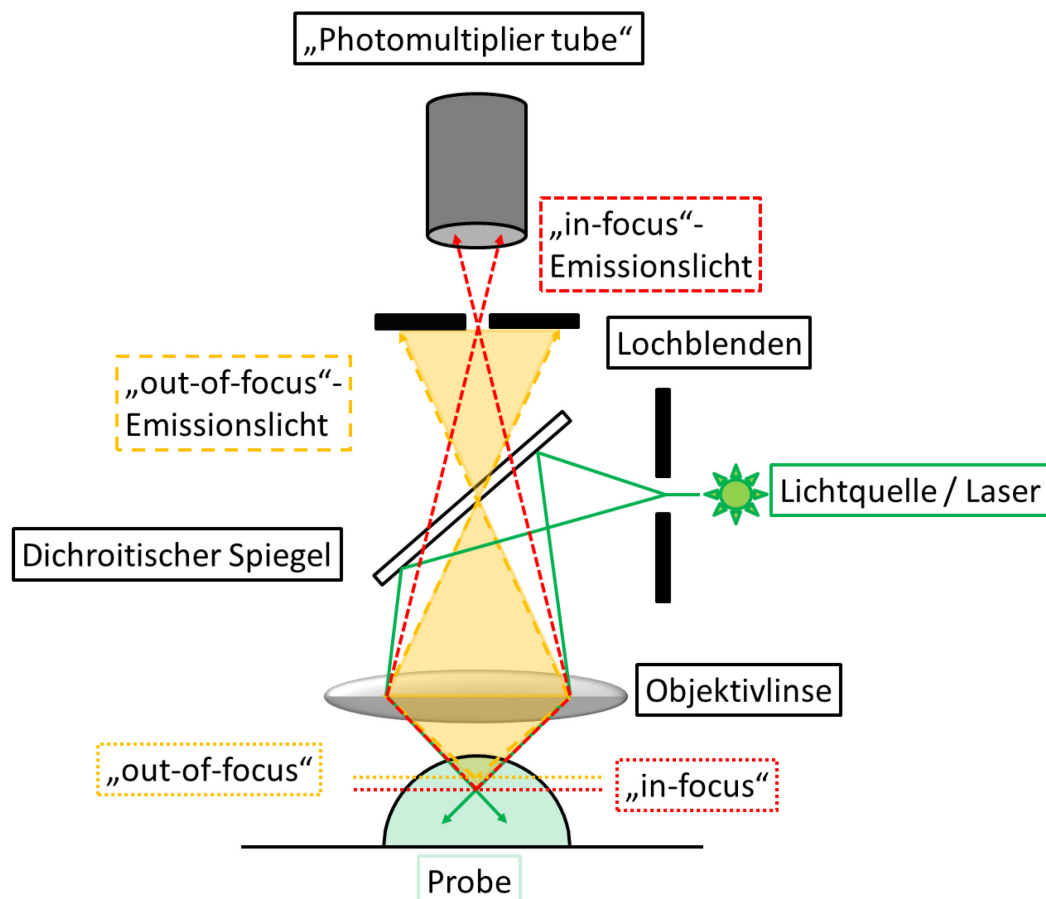 „Photomultiplier tube“
„in-focus“-
Emissionslicht
Lochblenden
„out-of-focus“-
Emissionslicht
Lichtquelle / Laser
Dichroitischer Spiegel
Objektivlinse
„out-of-focus“
„in-focus“
Probe